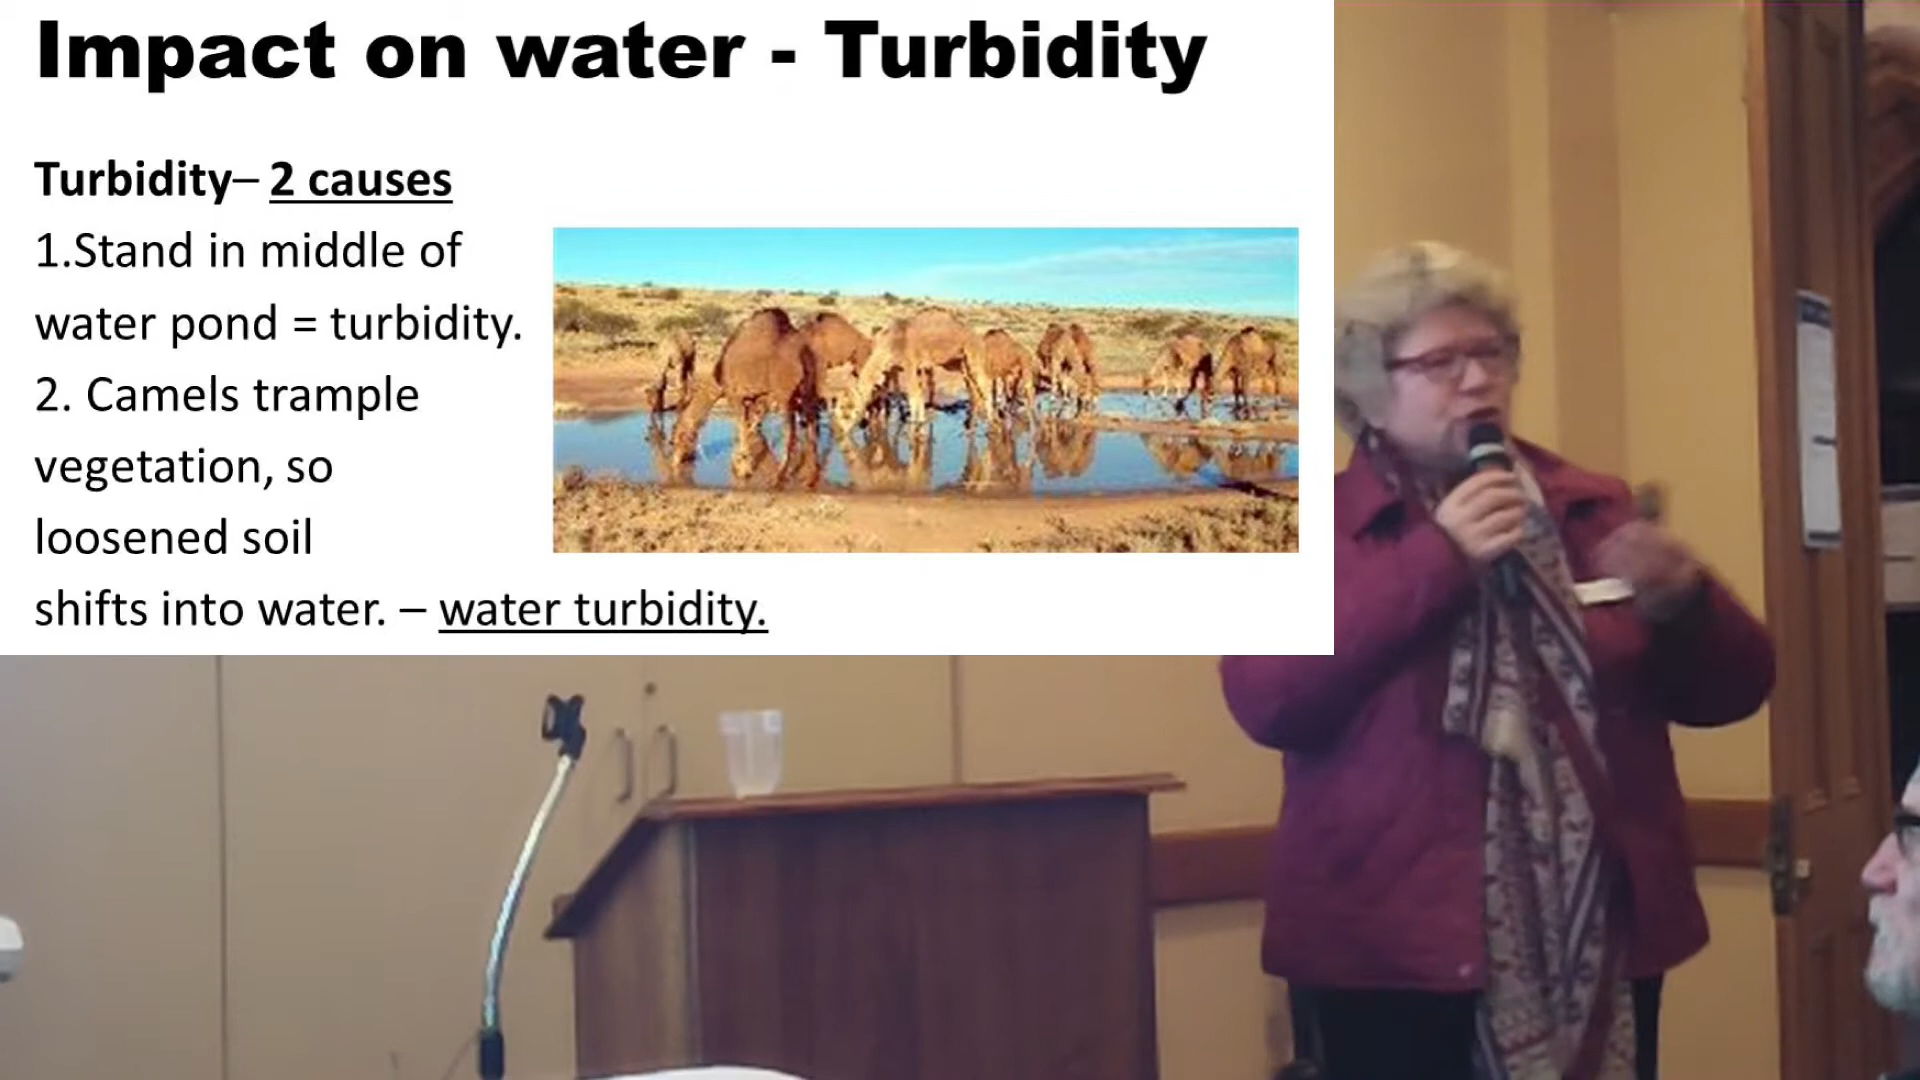 Impact on water - Turbidity
Turbidity– 2 causes
1.Stand in middle of
water pond = turbidity.
2. Camels trample
vegetation, so
loosened soil
shifts into water. – water turbidity.